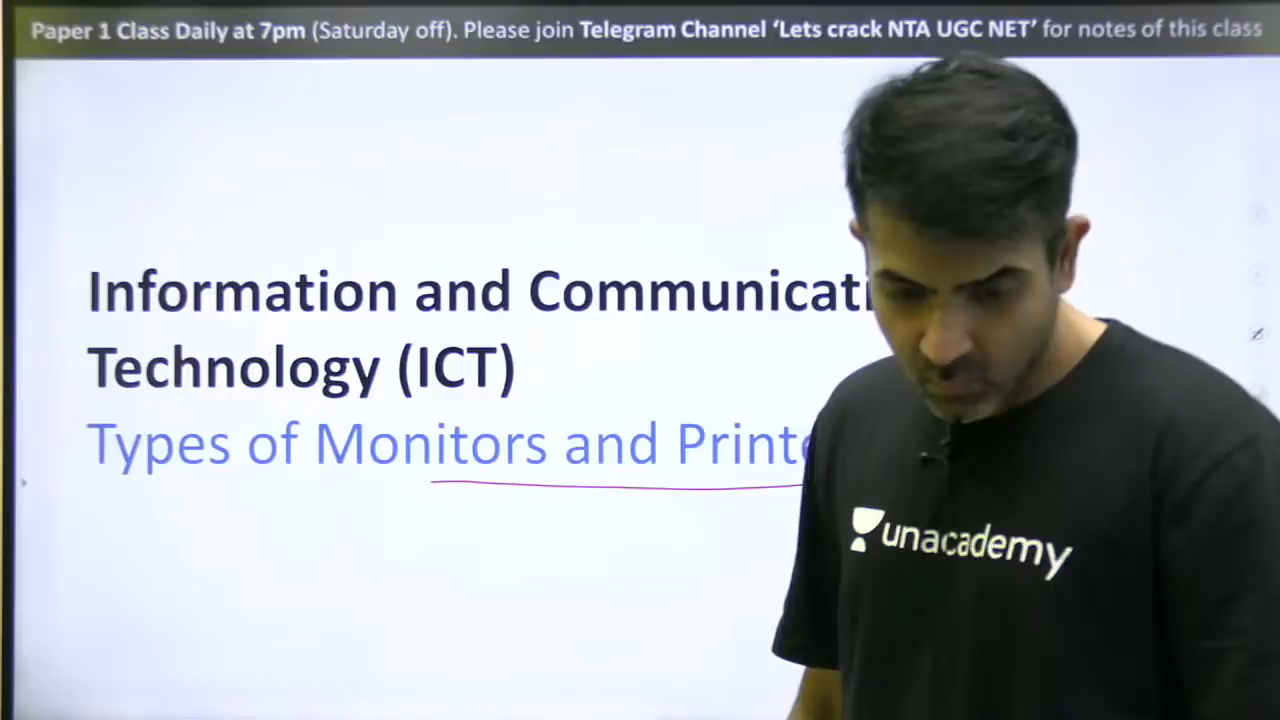 Paper 1 Class Daily at 7pm (Saturday off). Please join Telegram Channel ‘Lets crack NTA UGC NET’ for notes of this class
Information and Communicati
Technology (ICT)
Types of Monitors and Printe
unacademy